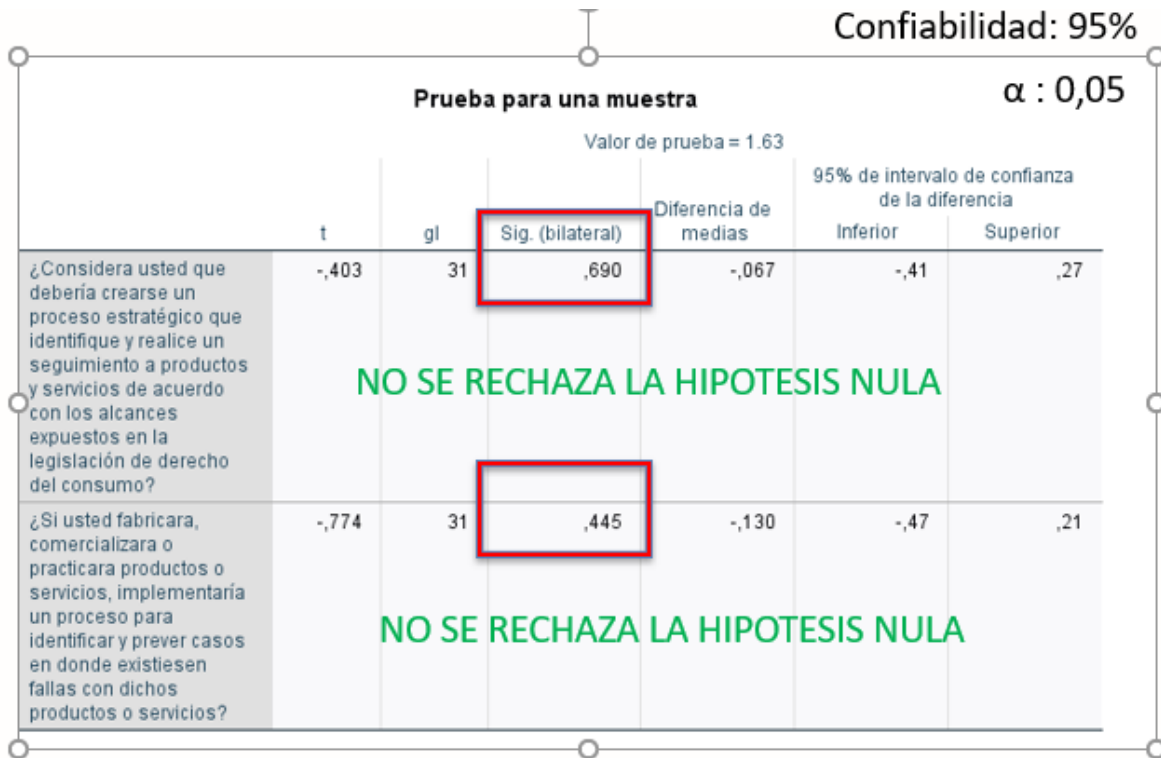 Confiabilidad: 95%
α : 0,05
Prueba para una muestra
Valor de prueba = 1.63
95% de intervalo de confianza
de la diferencia
Diferencia de
t gl Sig. (bilateral) medias Inferior Superior
¿Considera usted que -,403 31 ,690 -,067 -,41 ,27
debería crearse un
proceso estratégico que
identifique y realice un
seguimiento a productos
y servicios de acuerdo
NO SE RECHAZA LA HIPOTESIS NULA
con los alcances
expuestos en la
legislación de derecho
del consumo?
¿Si usted fabricara, -,774 31 ,445 -,130 -,47 ,21
comercializara o
practicara productos o
servicios, implementaría
un proceso para
NO SE RECHAZA LA HIPOTESIS NULA
identificar y prever casos
en donde existiesen
fallas con dichos
productos o servicios?